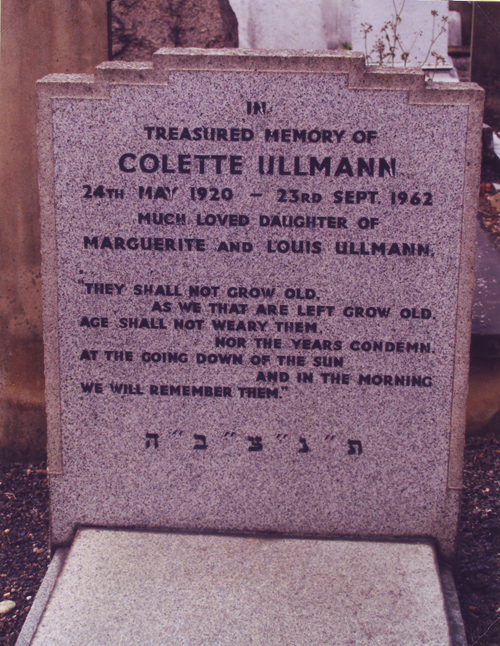 IN
TREASURED MEMORY OF
COLETTE ULLMANN
24TH MAY 1920 – 23RD SEPT. 1962
MUCH LOVED DAUGHTER OF
MARGUERITE AND LOUIS ULLMANN.
"THEY SHALL NOT GROW OLD,
AS WE THAT ARE LEFT GROW OLD.
AGE SHALL NOT WEARY THEM.
NOR THE YEARS CONDEMN.
AT THE GOING DOWN OF THE SUN
AND IN THE MORNING
WE WILL REMEMBER THEM."
ת״נ״צ״ב״ה